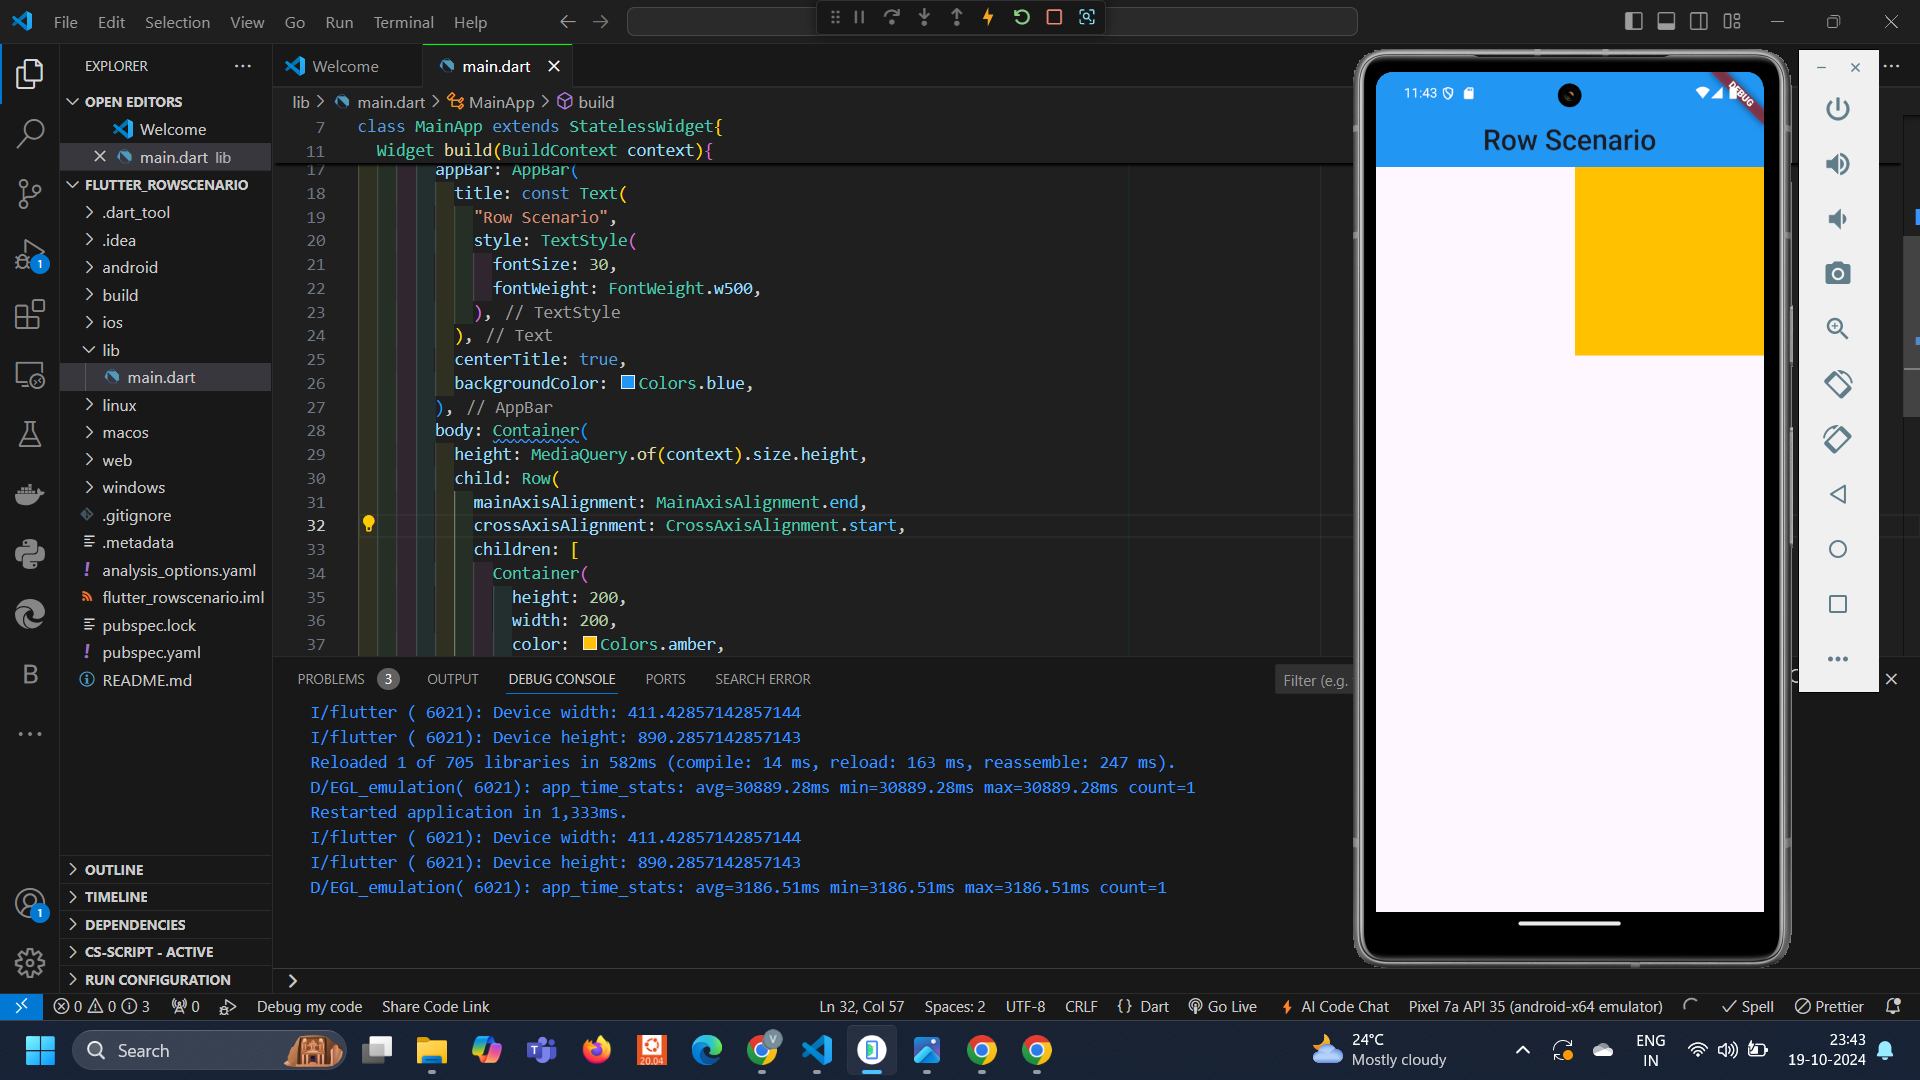 File Edit Selection View Go Run Terminal Help
EXPLORER
OPEN EDITORS
Welcome
main.dart lib
FLUTTER_ROWSCENARIO
.dart_tool
.idea
android
build
ios
lib
main.dart
linux
macos
web
windows
.gitignore
.metadata
analysis_options.yaml
flutter_rowscenario.iml
pubspec.lock
pubspec.yaml
README.md
OUTLINE
TIMELINE
DEPENDENCIES
CS-SCRIPT - ACTIVE
RUN CONFIGURATION
Welcome main.dart
lib > main.dart > MainApp > build
7 class MainApp extends StatelessWidget{
11 Widget build(BuildContext context){
17 appBar: AppBar(
18 title: const Text(
19 "Row Scenario",
20 style: TextStyle(
21 fontSize: 30,
22 fontWeight: FontWeight.w500,
23 ), // TextStyle
24 ), // Text
25 centerTitle: true,
26 backgroundColor: Colors.blue,
27 ), // AppBar
28 body: Container(
29 height: MediaQuery.of(context).size.height,
30 child: Row(
31 mainAxisAlignment: MainAxisAlignment.end,
32 crossAxisAlignment: CrossAxisAlignment.start,
33 children: [
34 Container(
35 height: 200,
36 width: 200,
37 color: Colors.amber,
PROBLEMS 3 OUTPUT DEBUG CONSOLE PORTS SEARCH ERROR Filter (e.g.
I/flutter ( 6021): Device width: 411.42857142857144
I/flutter ( 6021): Device height: 890.2857142857143
Reloaded 1 of 705 libraries in 582ms (compile: 14 ms, reload: 163 ms, reassemble: 247 ms).
D/EGL_emulation( 6021): app_time_stats: avg=30889.28ms min=30889.28ms max=30889.28ms count=1
Restarted application in 1,333ms.
I/flutter ( 6021): Device width: 411.42857142857144
I/flutter ( 6021): Device height: 890.2857142857143
D/EGL_emulation( 6021): app_time_stats: avg=3186.51ms min=3186.51ms max=3186.51ms count=1
11:43
DEBUG
Row Scenario
1
B
1
0 0 3 0 Debug my code Share Code Link Ln 32, Col 57 Spaces: 2 UTF-8 CRLF {} Dart Go Live AI Code Chat Pixel 7a API 35 (android-x64 emulator) Spell Prettier
Search
20.04
V
24°C
Mostly cloudy
ENG
IN
23:43
19-10-2024